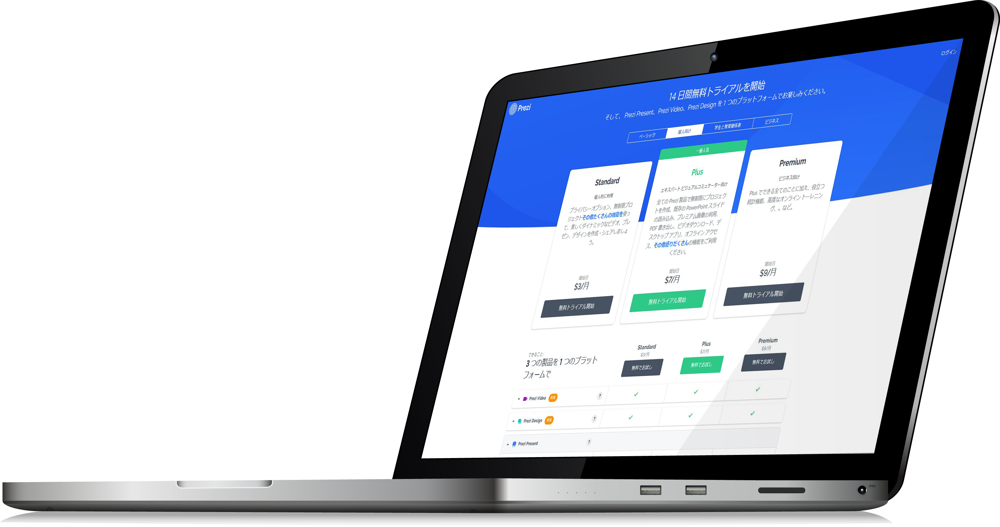 ログイン
Prezi
14 日間無料トライアルを開始
そして、 Prezi Present、Prezi Video、Prezi Design を 1 つのプラットフォームでお楽しみください。
ベーシック
個人向け
学生と教育関係者
ビジネス
Standard
個人的に利用
プライバシーオプション、無制限プロ
ジェクトその他たくさんの機能を使っ
て、美しくダイナミックなビデオ、プレ
ゼン、デザインを作成・シェアしましょ
う。
開始日
$3/月
無料トライアル開始
一番人気
Plus
エキスパート ビジュアルコミュケーター向け
全ての Prezi 製品で無制限にプロジェク
トを作成、既存の PowerPoint スライド
の読み込み、プレミアム画像の利用、
PDF 書き出し、ビデオダウンロード、デ
スクトップ アプリ、オフライン アクセ
ス、その他盛りだくさんの機能をご利用
ください。
開始日
$7/月
無料トライアル開始
Premium
ビジネス向け
Plus でできる全てのことに加え、役立つ
統計機能、高度なオンライン トーレニン
グ、、など。
開始日
$9/月
無料トライアル開始
できること:
3 つの製品を 1 つのプラット
フォームで
Standard
$3/月
無料でお試し
Plus
$7/月
無料でお試し
Premium
$9/月
無料でお試し
Prezi Video 新規 ?
Prezi Design 新規 ?
Prezi Present ?